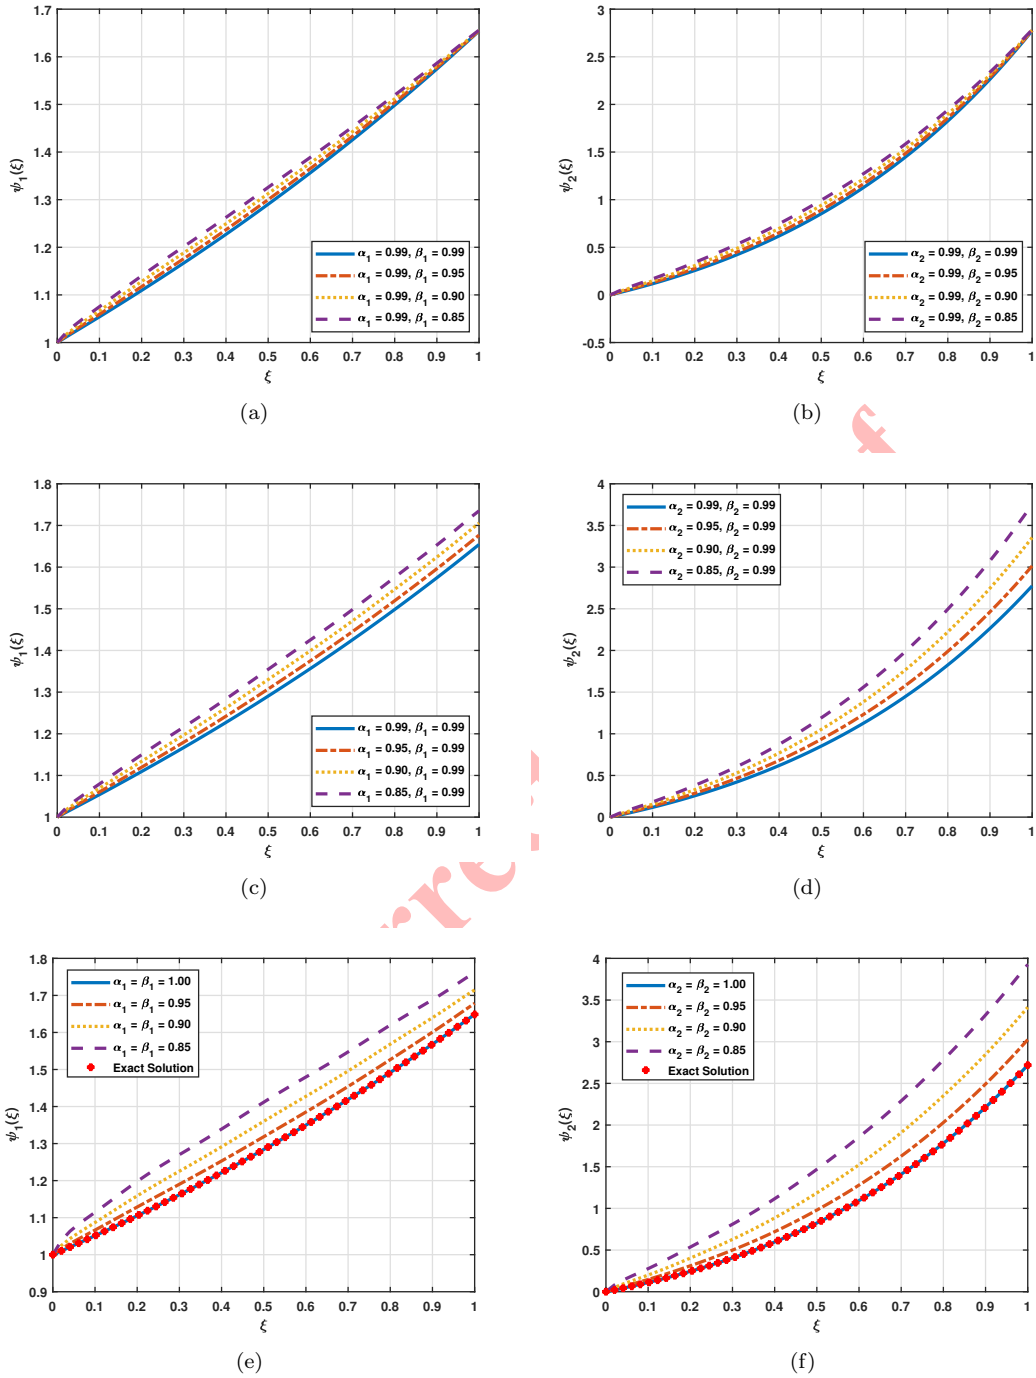 1.7
1.6
1.5
1.4
1.3
1.2
1.1
1
ψ1(ξ)
0 0.1 0.2 0.3 0.4 0.5 0.6 0.7 0.8 0.9 1
ξ
α1 = 0.99, β1 = 0.99
α1 = 0.99, β1 = 0.95
α1 = 0.99, β1 = 0.90
α1 = 0.99, β1 = 0.85
(a)
3
2.5
2
1.5
1
0.5
0
-0.5
ψ2(ξ)
0 0.1 0.2 0.3 0.4 0.5 0.6 0.7 0.8 0.9 1
ξ
α2 = 0.99, β2 = 0.99
α2 = 0.99, β2 = 0.95
α2 = 0.99, β2 = 0.90
α2 = 0.99, β2 = 0.85
(b)
1.8
1.7
1.6
1.5
1.4
1.3
1.2
1.1
1
ψ1(ξ)
0 0.1 0.2 0.3 0.4 0.5 0.6 0.7 0.8 0.9 1
ξ
α1 = 0.99, β1 = 0.99
α1 = 0.95, β1 = 0.99
α1 = 0.90, β1 = 0.99
α1 = 0.85, β1 = 0.99
(c)
4
3.5
3
2.5
2
1.5
1
0.5
0
ψ2(ξ)
0 0.1 0.2 0.3 0.4 0.5 0.6 0.7 0.8 0.9 1
ξ
α2 = 0.99, β2 = 0.99
α2 = 0.95, β2 = 0.99
α2 = 0.90, β2 = 0.99
α2 = 0.85, β2 = 0.99
(d)
1.8
1.7
1.6
1.5
1.4
1.3
1.2
1.1
1
0.9
ψ1(ξ)
0 0.1 0.2 0.3 0.4 0.5 0.6 0.7 0.8 0.9 1
ξ
α1 = β1 = 1.00
α1 = β1 = 0.95
α1 = β1 = 0.90
α1 = β1 = 0.85
Exact Solution
(e)
4
3.5
3
2.5
2
1.5
1
0.5
0
ψ2(ξ)
0 0.1 0.2 0.3 0.4 0.5 0.6 0.7 0.8 0.9 1
ξ
α2 = β2 = 1.00
α2 = β2 = 0.95
α2 = β2 = 0.90
α2 = β2 = 0.85
Exact Solution
(f)